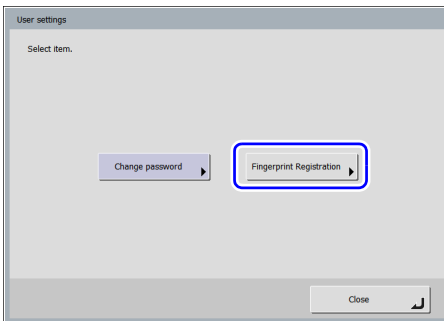 User settings
Select item.
Change password
Fingerprint Registration
Close